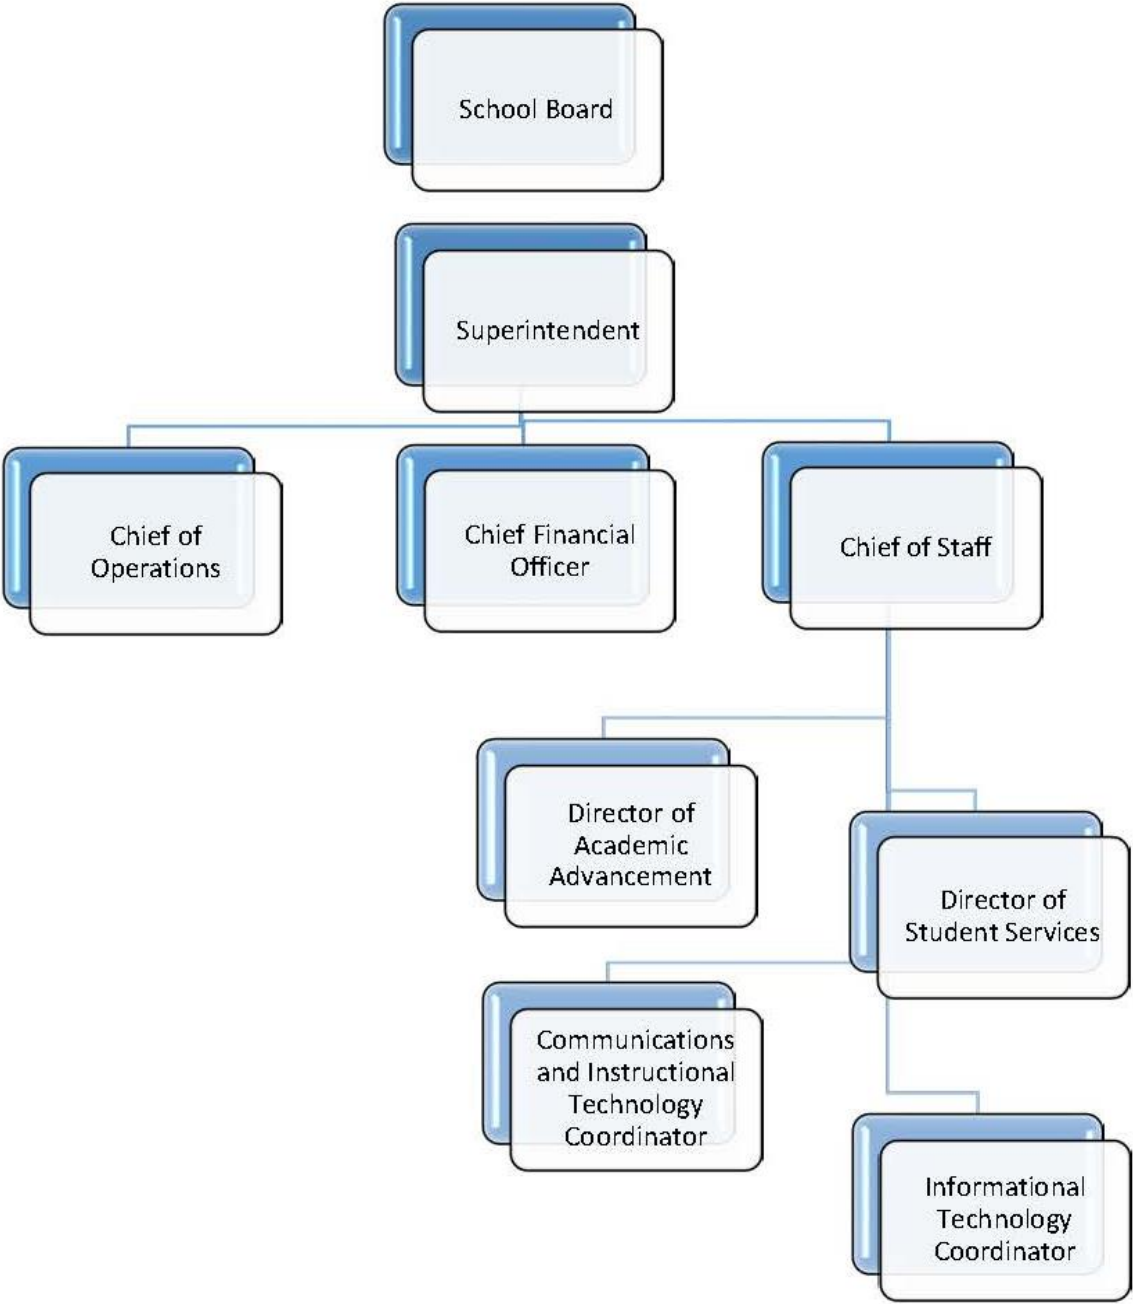 School Board
Superintendent
Chief of
Operations
Chief Financial
Officer
Chief of Staff
Director of
Academic
Advancement
Director of
Student Services
Communications
and Instructional
Technology
Coordinator
Informational
Technology
Coordinator